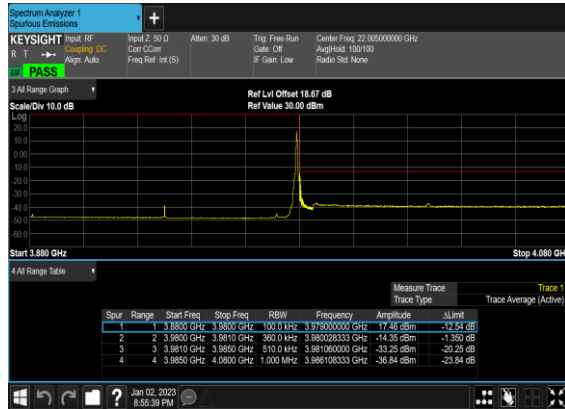 Spectrum Analyzer 1
Spurious Emissions
KEYSIGHT Input: RF Input Z: 50 Ω Atten: 30 dB Trig: Free Run Center Freq: 22.005000000 GHz
R T Coupling: DC Corr CCorr Gate: Off Avg|Hold: 100/100
Align: Auto Freq Ref: Int (S) IF Gain: Low Radio Std: None
PASS
3 All Range Graph
Ref Lvl Offset 18.67 dB
Scale/Div 10.0 dB Ref Value 30.00 dBm
Log
20.0
10.0
0.00
-10.0
-20.0
-30.0
-40.0
-50.0
-60.0
Start 3.880 GHz Stop 4.080 GH
4 All Range Table
Measure Trace Trace 1
Trace Type Trace Average (Active)
Spur Range Start Freq Stop Freq RBW Frequency Amplitude ΔLimit
1 1 3.8800 GHz 3.9800 GHz 100.0 kHz 3.979000000 GHz 17.46 dBm -12.54 dB
2 2 3.9800 GHz 3.9810 GHz 360.0 kHz 3.980028333 GHz -14.35 dBm -1.350 dB
3 3 3.9810 GHz 3.9850 GHz 510.0 kHz 3.981060000 GHz -33.25 dBm -20.25 dB
4 4 3.9850 GHz 4.0800 GHz 1.000 MHz 3.986108333 GHz -36.84 dBm -23.84 dB
? Jan 02, 2023
8:55:39 PM